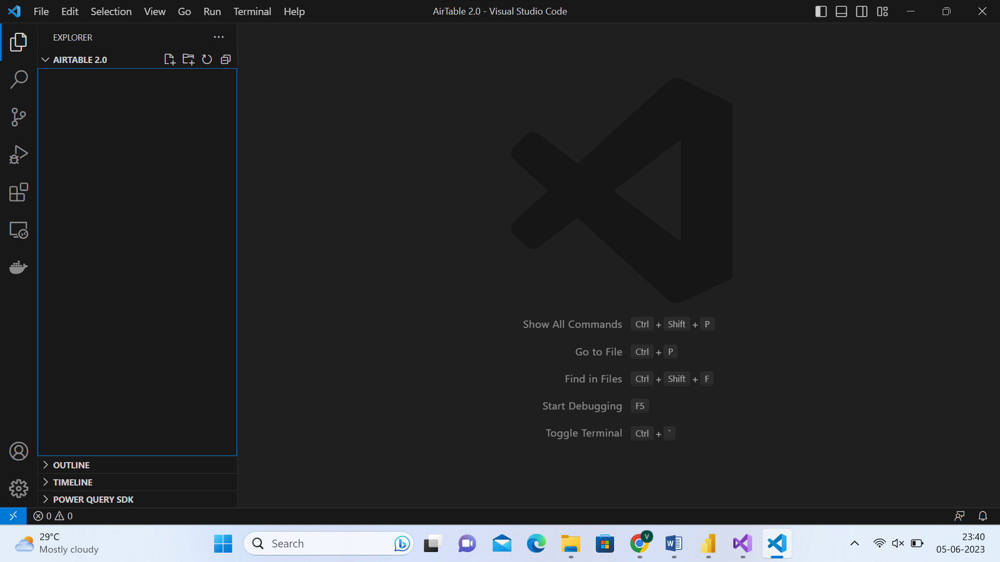 File Edit Selection View Go Run Terminal Help
AirTable 2.0 - Visual Studio Code
EXPLORER
AIRTABLE 2.0
Show All Commands Ctrl + Shift + P
Go to File Ctrl + P
Find in Files Ctrl + Shift + F
Start Debugging F5
Toggle Terminal Ctrl + `
OUTLINE
TIMELINE
POWER QUERY SDK
0 0
29°C
Mostly cloudy
Search
V
W
23:40
05-06-2023